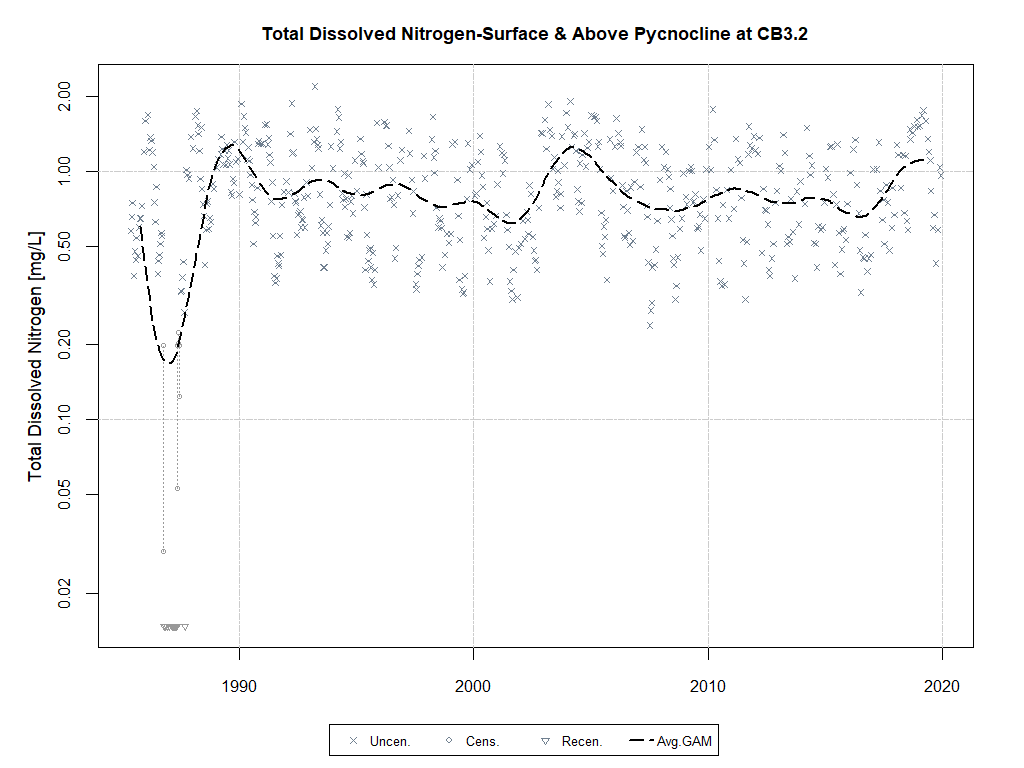 Total Dissolved Nitrogen-Surface & Above Pycnocline at CB3.2
Total Dissolved Nitrogen [mg/L]
2.00
1.00
0.50
0.20
0.10
0.05
0.02
1990 2000 2010 2020
Uncen. Cens. Recen. Avg.GAM